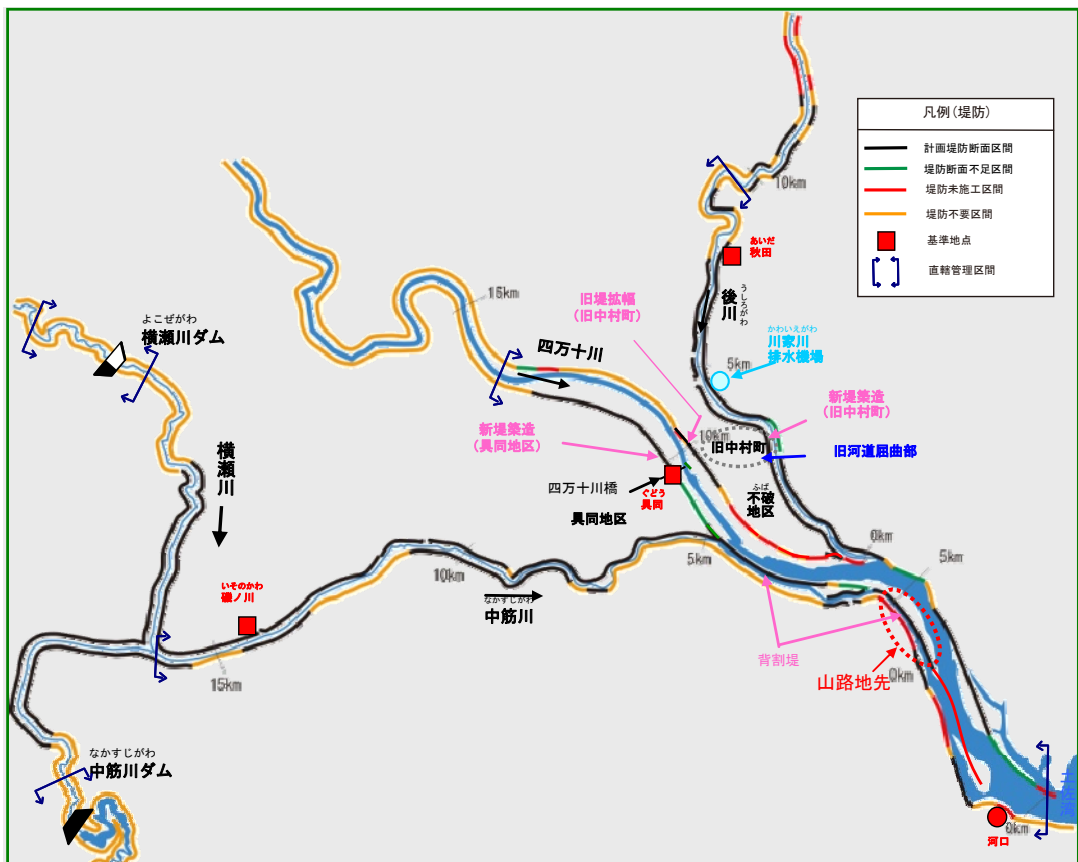 凡例(堤防)
計画堤防断面区間
堤防断面不足区間
堤防未施工区間
堤防不要区間
基準地点
直轄管理区間
10km
あいだ
秋田
うしろがわ
後川
旧堤拡幅
(旧中村町)
かわいえがわ
川家川
排水機場
5km
15km
四万十川
よこぜがわ
横瀬川ダム
新堤築造
(旧中村町)
新堤築造
(具同地区)
10km
旧中村町
旧河道屈曲部
四万十川橋
ぐどう
具同
具同地区
ふば
不破
地区
横瀬川
0km
5km
5km
10km
なかすじがわ
中筋川
いそのかわ
磯ノ川
背割堤
山路地先
0km
15km
なかすじがわ
中筋川ダム
土佐湾
0km
河口